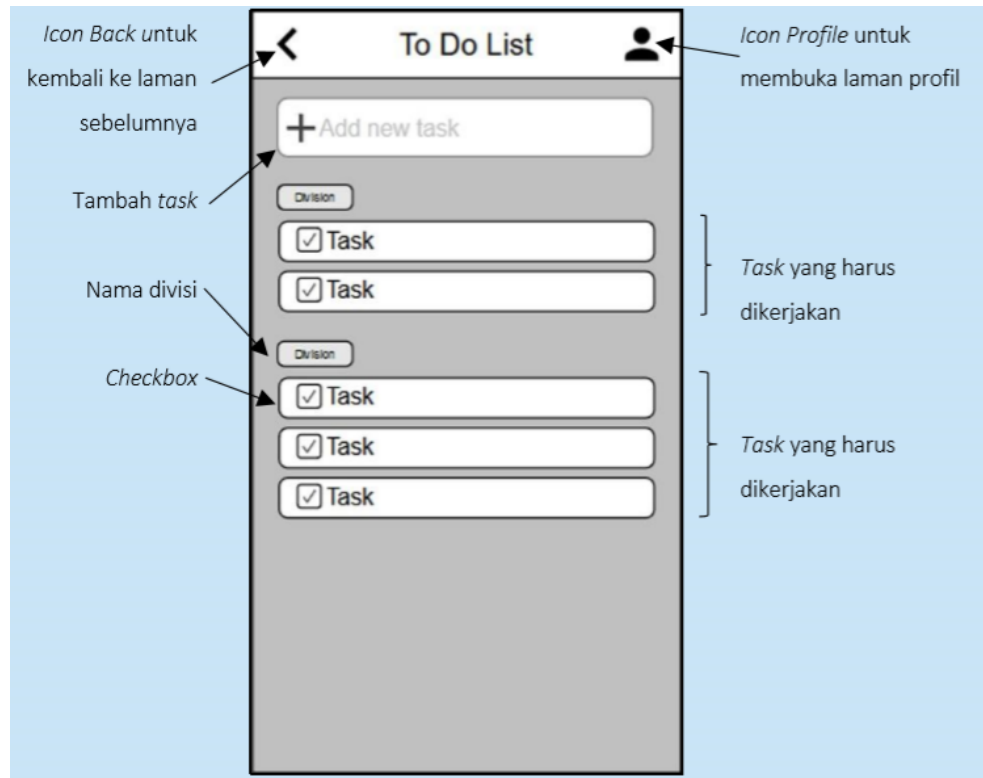 Icon Back untuk
kembali ke laman
sebelumnya
To Do List
Icon Profile untuk
membuka laman profil
Add new task
Tambah task
Division
Task
Task
Task yang harus
dikerjakan
Nama divisi
Division
Checkbox
Task
Task
Task
Task yang harus
dikerjakan